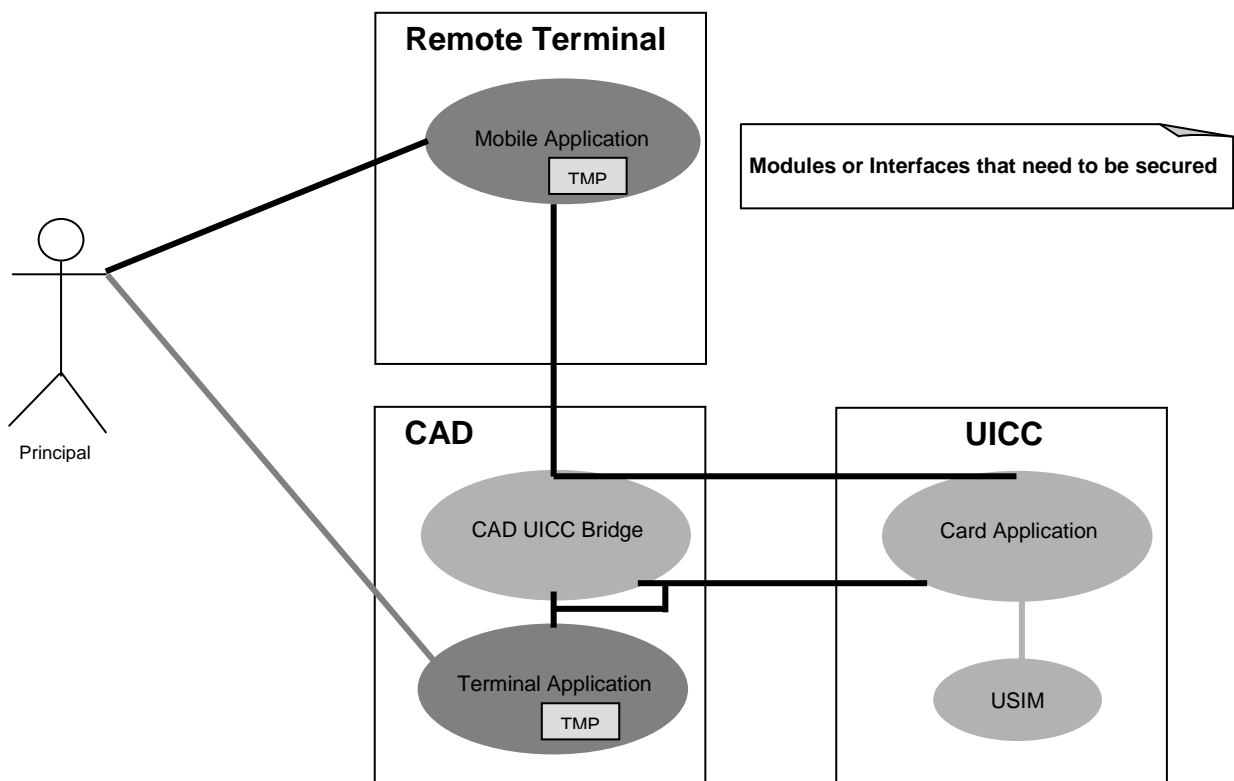 Remote Terminal
Mobile Application
TMP
Modules or Interfaces that need to be secured
Principal
CAD
UICC
CAD UICC Bridge
Card Application
Terminal Application
TMP
USIM